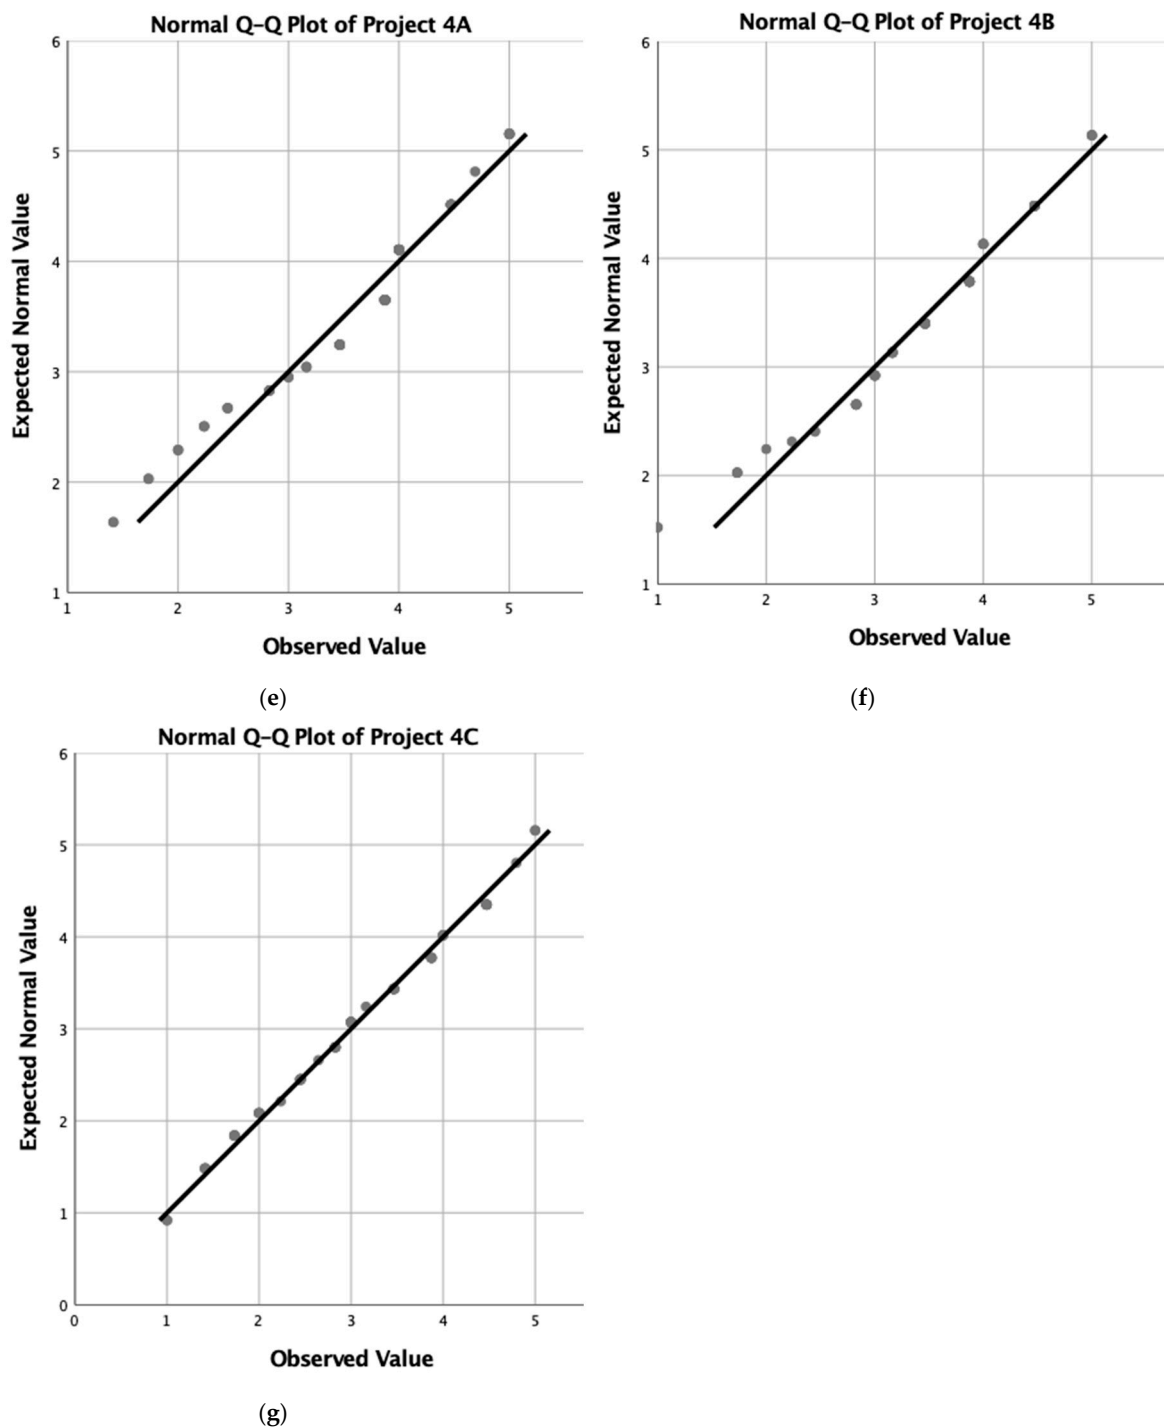 Normal Q–Q Plot of Project 4A
6
5
4
3
2
1
1 2 3 4 5
Expected Normal Value
Observed Value
(e)
Normal Q–Q Plot of Project 4B
6
5
4
3
2
1
1 2 3 4 5
Expected Normal Value
Observed Value
(f)
Normal Q–Q Plot of Project 4C
6
5
4
3
2
1
0
0 1 2 3 4 5
Expected Normal Value
Observed Value
(g)